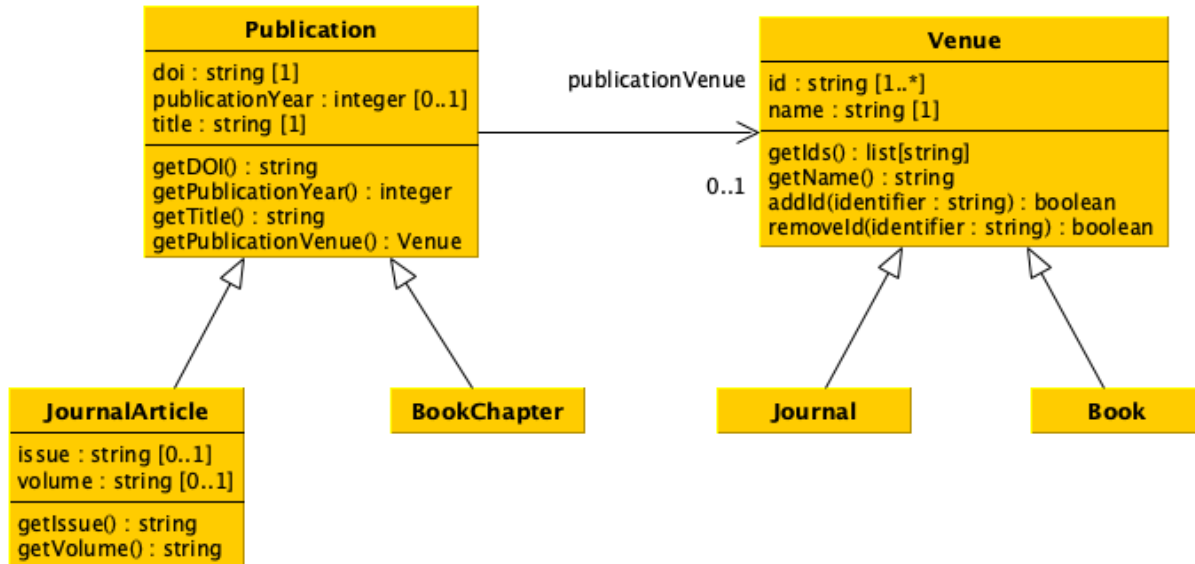 Publication
doi : string [1]
publicationYear : integer [0..1]
title : string [1]
getDOI() : string
getPublicationYear() : integer
getTitle() : string
getPublicationVenue() : Venue
publicationVenue
0..1
Venue
id : string [1..*]
name : string [1]
getIds() : list[string]
getName() : string
addId(identifier : string) : boolean
removeId(identifier : string) : boolean
JournalArticle
issue : string [0..1]
volume : string [0..1]
getIssue() : string
getVolume() : string
BookChapter
Journal
Book